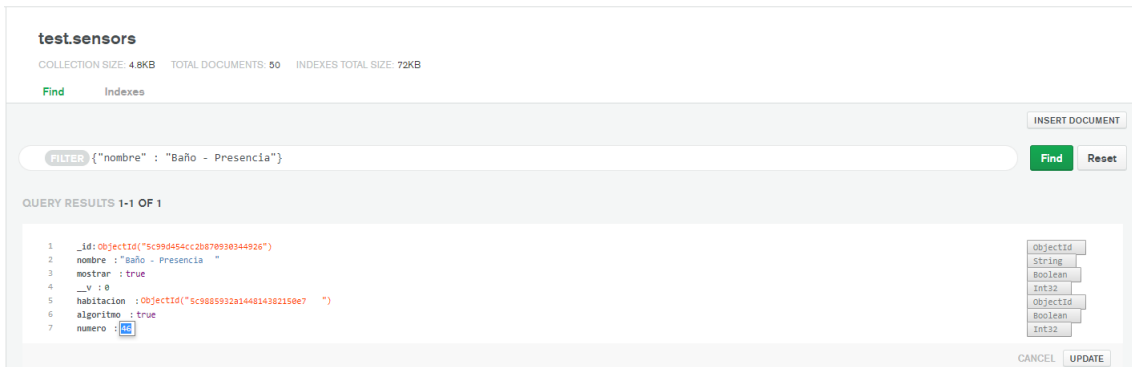 test.sensors
COLLECTION SIZE: 4.8KB TOTAL DOCUMENTS: 50 INDEXES TOTAL SIZE: 72KB
Find Indexes
INSERT DOCUMENT
FILTER {"nombre" : "Baño - Presencia"}
Find Reset
QUERY RESULTS 1-1 OF 1
1 _id:ObjectId("5c99d454cc2b870930344926") ObjectId
2 nombre :"Baño - Presencia " String
3 mostrar :true Boolean
4 __v :0 Int32
5 habitacion :ObjectId("5c9885932a144814382150e7 ") ObjectId
6 algoritmo :true Boolean
7 numero :46 Int32
CANCEL UPDATE